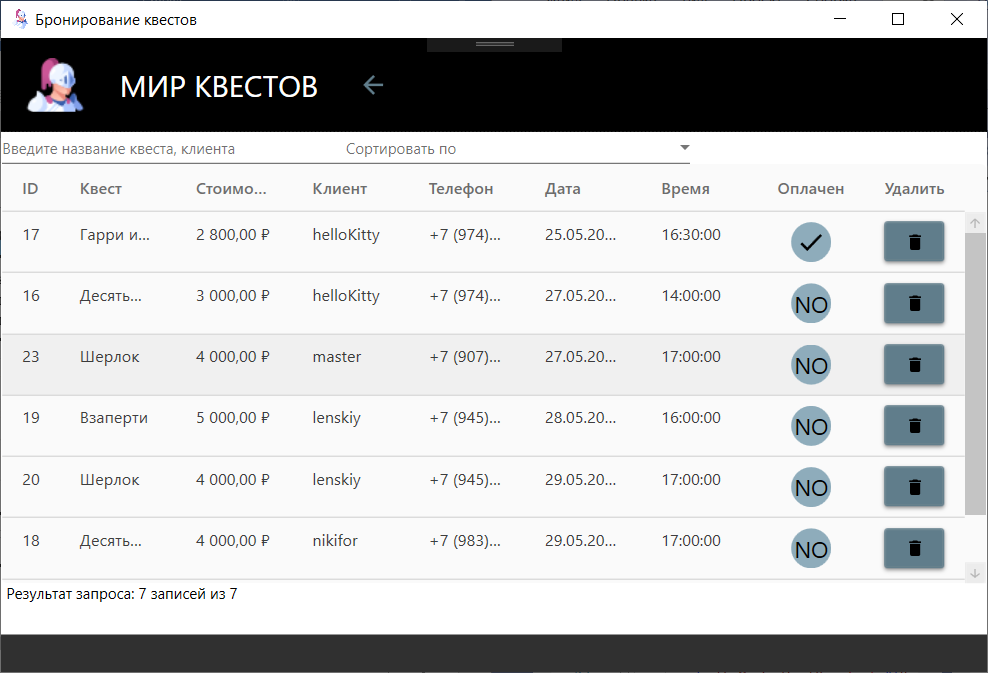 Бронирование квестов
МИР КВЕСТОВ
Введите название квеста, клиента Сортировать по
ID Квест Стоимо... Клиент Телефон Дата Время Оплачен Удалить
17 Гарри и... 2 800,00 ₽ helloKitty +7 (974)... 25.05.20... 16:30:00
16 Десять... 3 000,00 ₽ helloKitty +7 (974)... 27.05.20... 14:00:00 NO
23 Шерлок 4 000,00 ₽ master +7 (907)... 27.05.20... 17:00:00 NO
19 Взаперти 5 000,00 ₽ lenskiy +7 (945)... 28.05.20... 16:00:00 NO
20 Шерлок 4 000,00 ₽ lenskiy +7 (945)... 29.05.20... 17:00:00 NO
18 Десять... 4 000,00 ₽ nikifor +7 (983)... 29.05.20... 17:00:00 NO
Результат запроса: 7 записей из 7